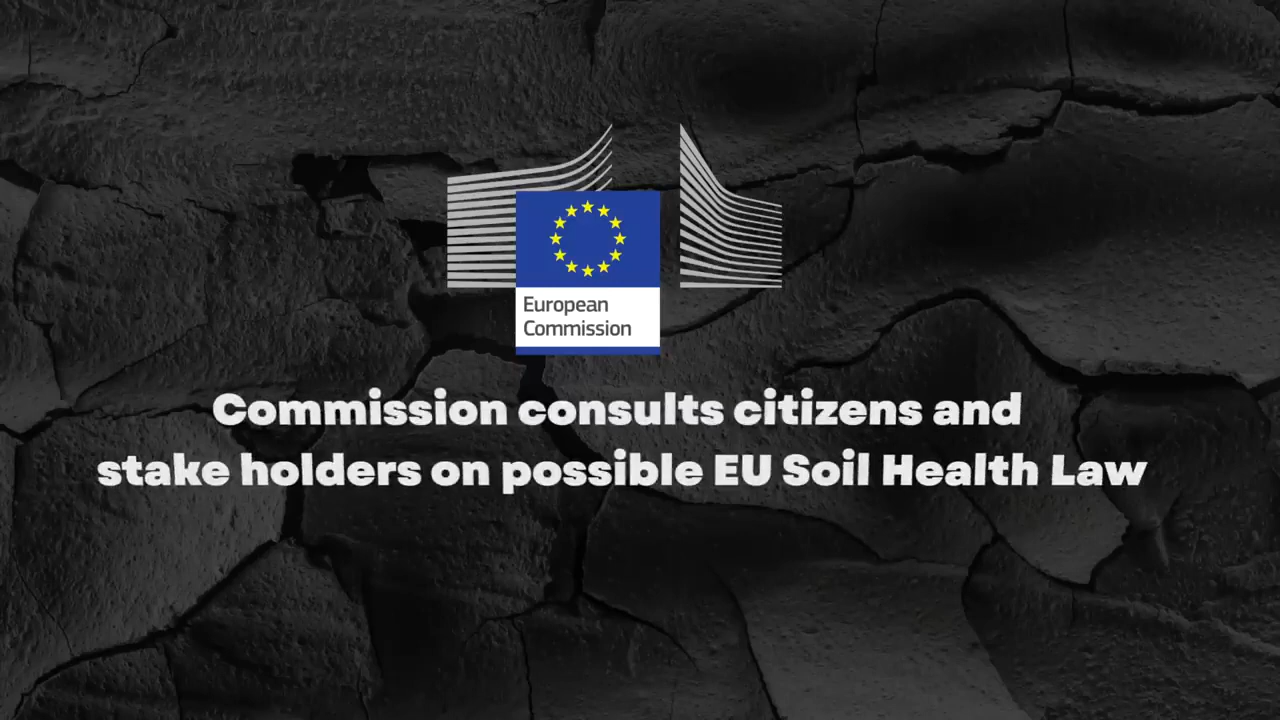 European
Commission
Commission consults citizens and
stake holders on possible EU Soil Health Law